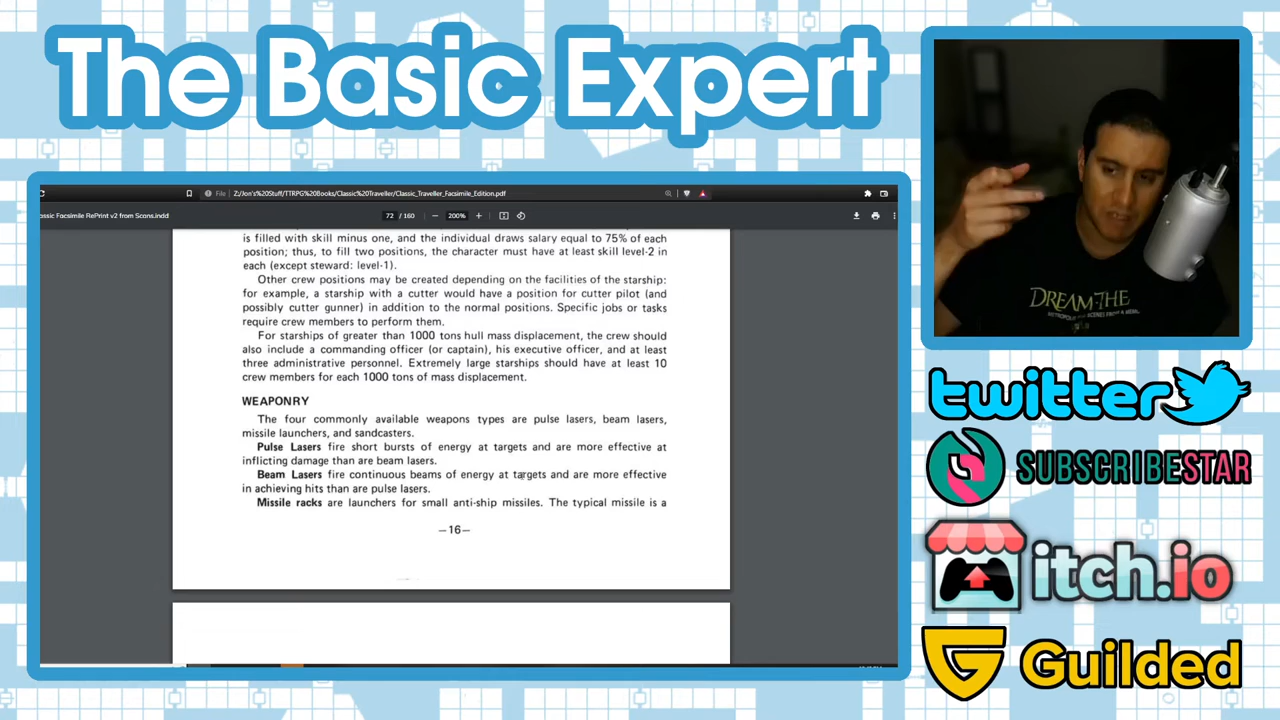 The Basic Expert
File
Z:/Jon's%20Stuff/TTRPG%20Books/Classic%20Traveller/Classic_Traveller_Facsimile_Edition.pdf
assic Facsimile RePrint v2 from Scans.indd
72 / 160
200%
is filled with skill minus one, and the individual draws salary equal to 75% of each
position; thus, to fill two positions, the character must have at least skill level-2 in
each (except steward: level-1).
Other crew positions may be created depending on the facilities of the starship:
for example, a starship with a cutter would have a position for cutter pilot (and
possibly cutter gunner) in addition to the normal positions. Specific jobs or tasks
require crew members to perform them.
For starships of greater than 1000 tons hull mass displacement, the crew should
also include a commanding officer (or captain), his executive officer, and at least
three administrative personnel. Extremely large starships should have at least 10
crew members for each 1000 tons of mass displacement.
WEAPONRY
The four commonly available weapons types are pulse lasers, beam lasers,
missile launchers, and sandcasters.
Pulse Lasers fire short bursts of energy at targets and are more effective at
inflicting damage than are beam lasers.
Beam Lasers fire continuous beams of energy at targets and are more effective
in achieving hits than are pulse lasers.
Missile racks are launchers for small anti-ship missiles. The typical missile is a
—16—
DREAM THE
twitter
SUBSCRIBESTAR
itch.io
Guilded